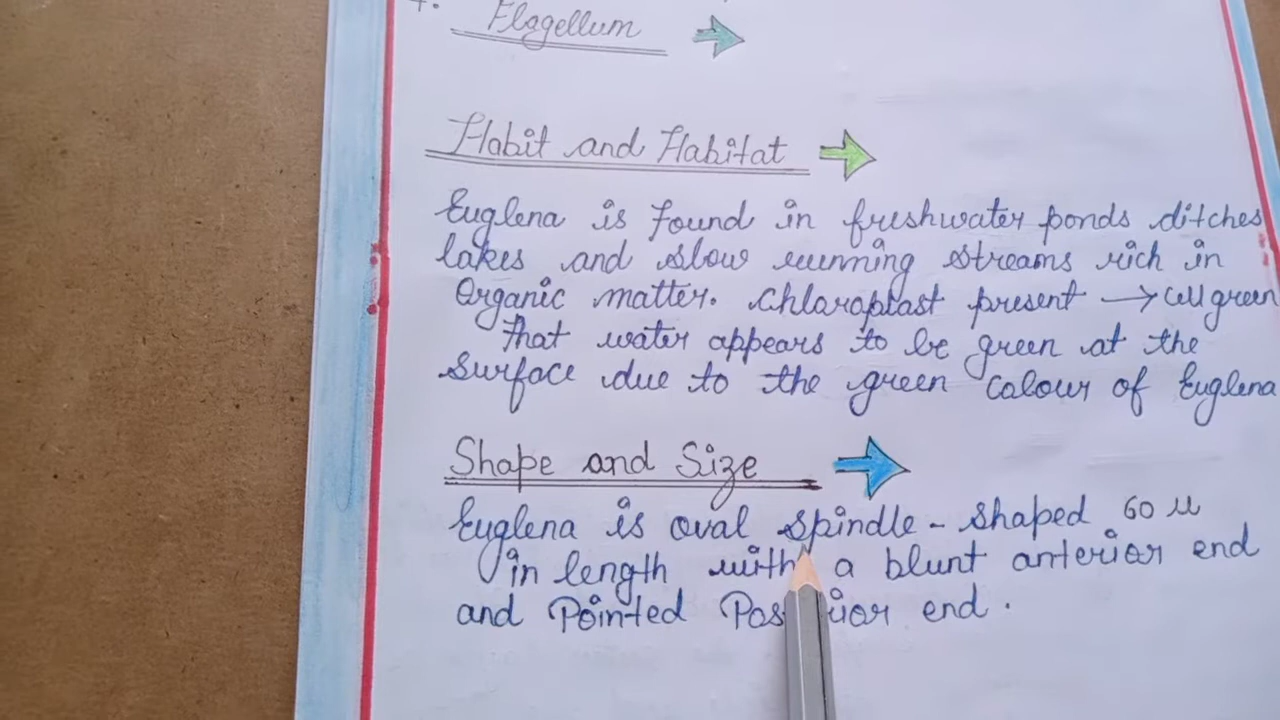 4. Flagellum
Habit and Habitat
Euglena is found in freshwater ponds ditches
lakes and slow running streams rich in
Organic matter. Chloroplast present → cell green
that water appears to be green at the
Surface due to the green colour of Euglena
Shape and Size
Euglena is oval spindle - shaped 60 μ
in length with a blunt anterior end
and Pointed end.